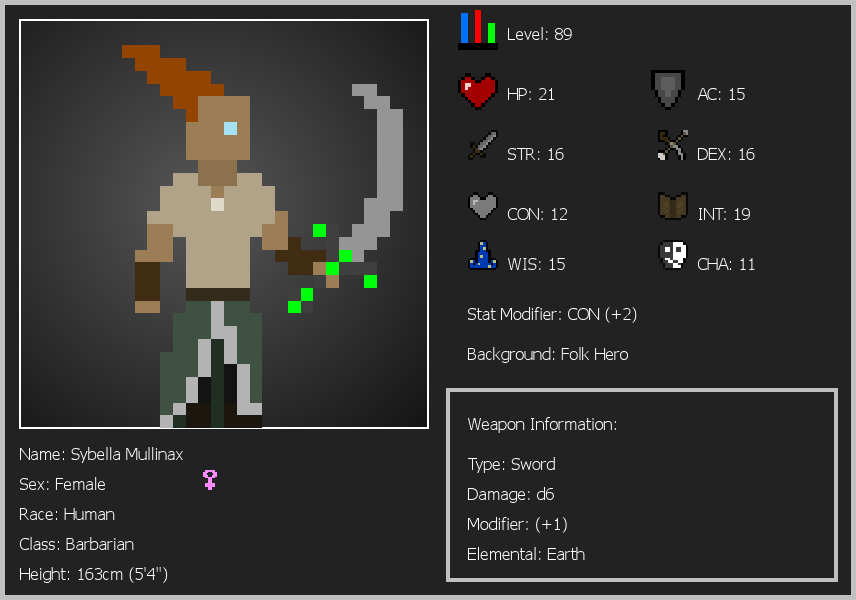 Level: 89
HP: 21
AC: 15
STR: 16
DEX: 16
CON: 12
INT: 19
WIS: 15
CHA: 11
Stat Modifier: CON (+2)
Background: Folk Hero
Weapon Information:
Type: Sword
Damage: d6
Modifier: (+1)
Elemental: Earth
Name: Sybella Mullinax
Sex: Female
Race: Human
Class: Barbarian
Height: 163cm (5'4")